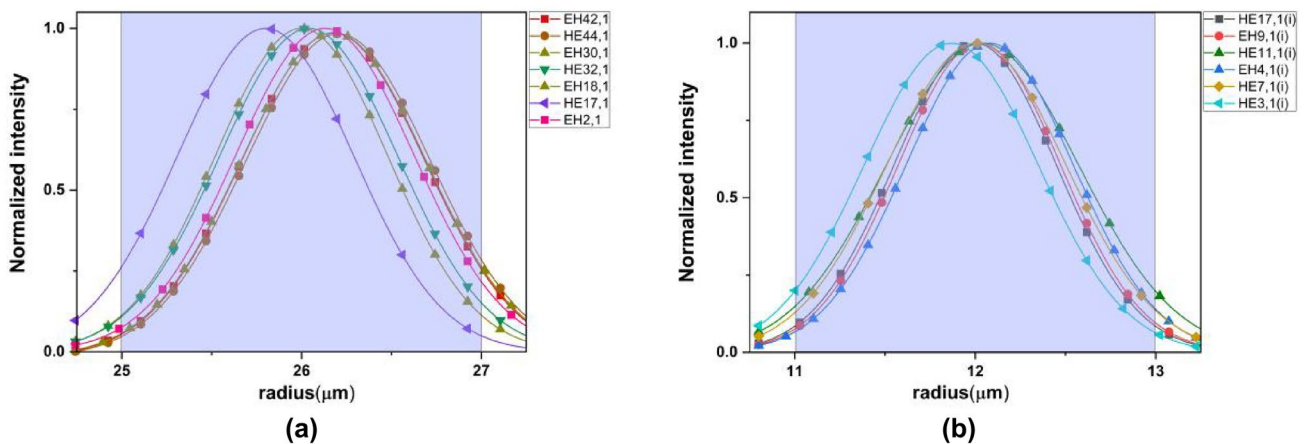 1.0
0.5
0.0
Normalized intensity
25
26
27
radius(μm)
EH42,1
HE44,1
EH30,1
HE32,1
EH18,1
HE17,1
EH2,1
(a)
1.0
0.5
0.0
Normalized intensity
11
12
13
radius(μm)
HE17,1(i)
EH9,1(i)
HE11,1(i)
EH4,1(i)
HE7,1(i)
HE3,1(i)
(b)